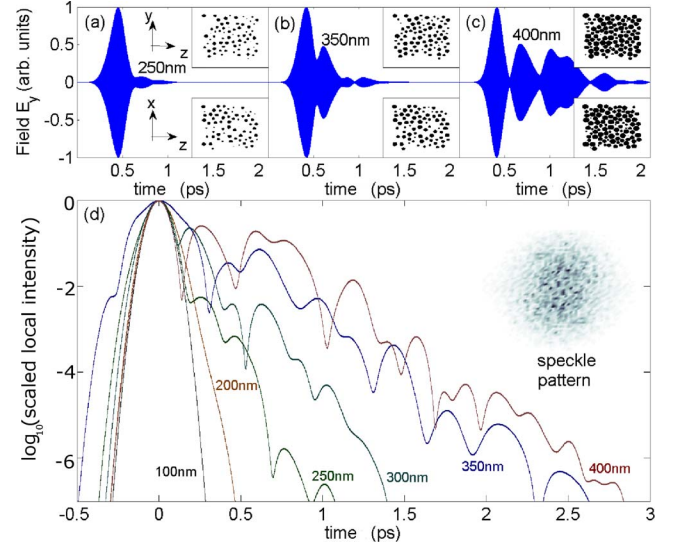 (a)
(b)
(c)
y
z
x
z
250nm
350nm
400nm
Field E_y (arb. units)
1
0.5
0
-0.5
-1
0.5 1 1.5 2
0.5 1 1.5 2
0.5 1 1.5 2
time (ps)
time (ps)
time (ps)
(d)
log₁₀(scaled local intensity)
0
-2
-4
-6
speckle
pattern
100nm
200nm
250nm
300nm
350nm
400nm
-0.5 0 0.5 1 1.5 2 2.5 3
time (ps)